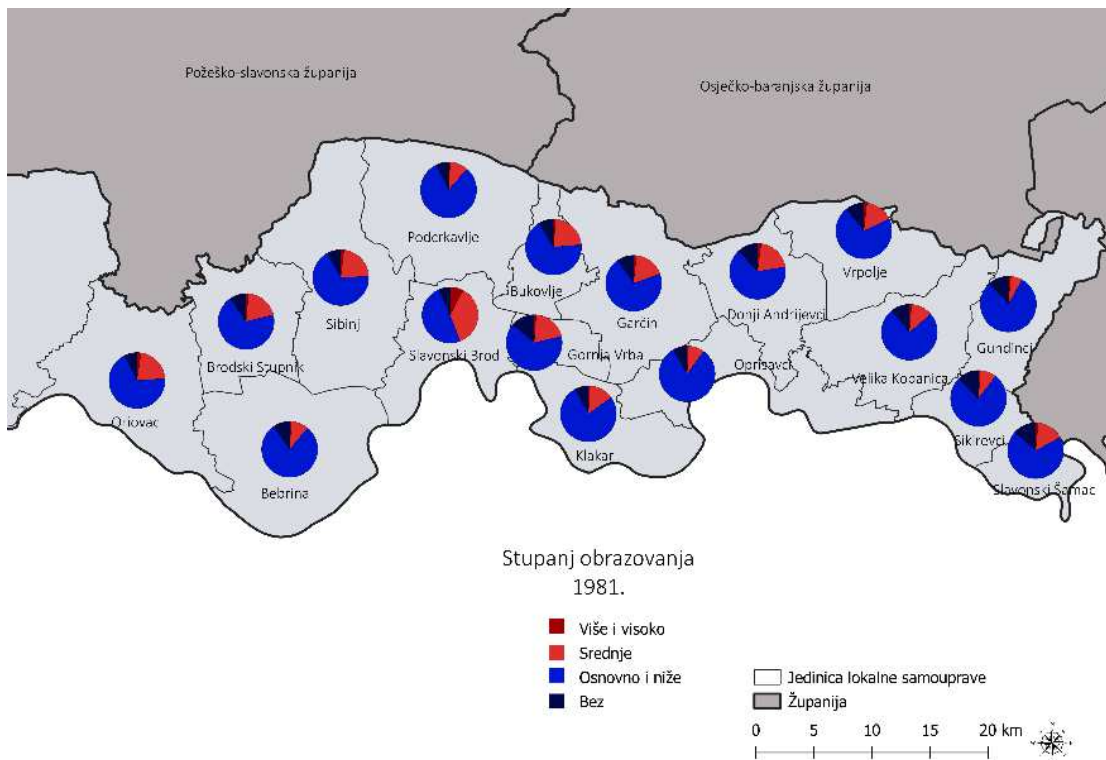 Požeško-slavonska županija
Osječko-baranjska županija
Podcrkavlje
Vrpolje
Bukovlje
Sibinj
Garčin
Donji Andrijevci
Slavonski Brod
Gundinci
Brodski Stupnik
Gornja Vrba
Oprisavci
Velika Kopanica
Oriovac
Sikirevci
Klakar
Bebrina
Slavonski Šamac
Stupanj obrazovanja
1981.
Više i visoko
Srednje
Osnovno i niže
Bez
Jedinica lokalne samouprave
Županija
0 5 10 15 20 km